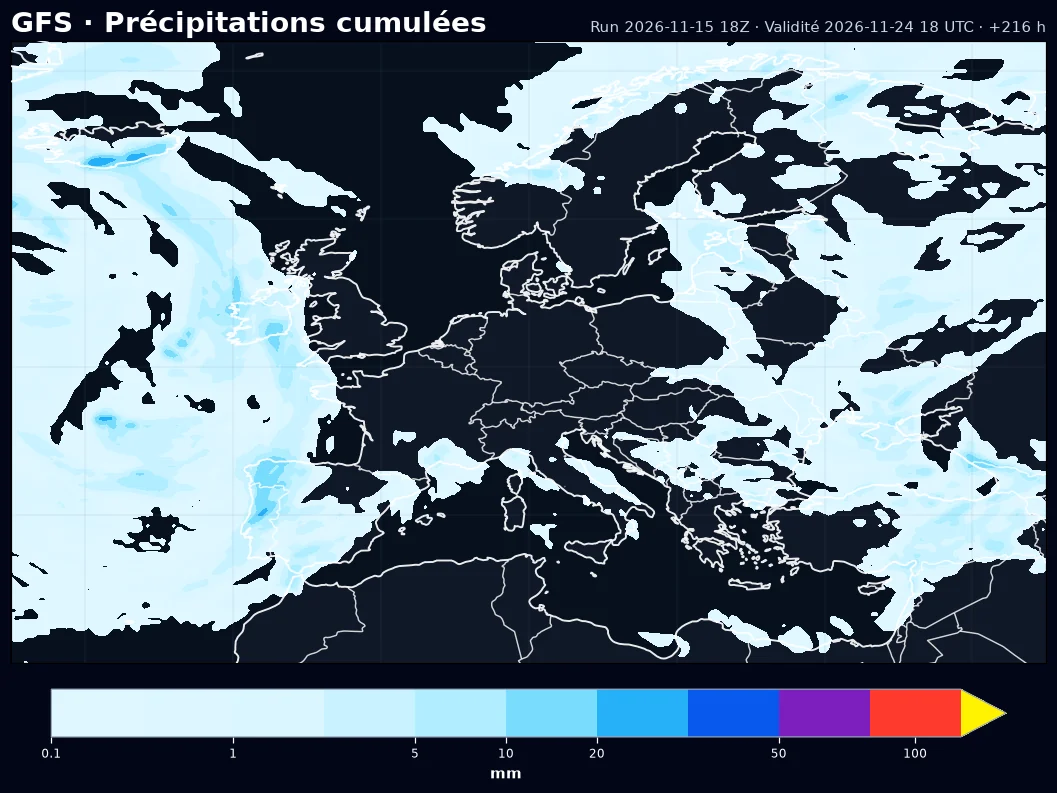 GFS · Précipitations cumulées
Run 2026-11-15 18Z · Validité 2026-11-24 18 UTC · +216 h
0.1 1 5 10 20 50 100
mm